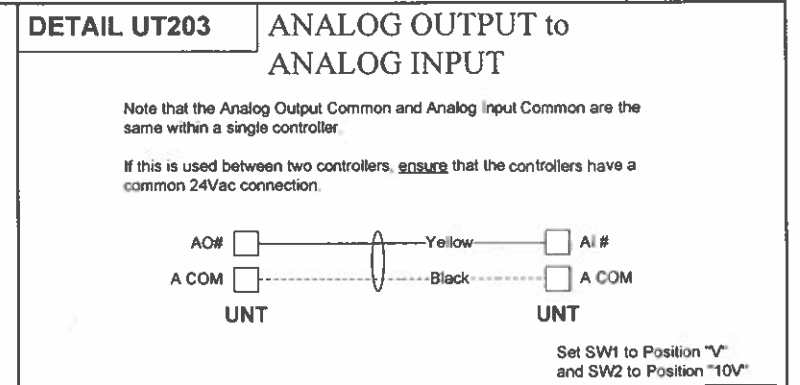 DETAIL UT203
ANALOG OUTPUT to
ANALOG INPUT
Note that the Analog Output Common and Analog Input Common are the
same within a single controller.
If this is used between two controllers, ensure that the controllers have a
common 24Vac connection.
AO# Yellow AI #
A COM Black A COM
UNT UNT
Set SW1 to Position "V"
and SW2 to Position "10V"